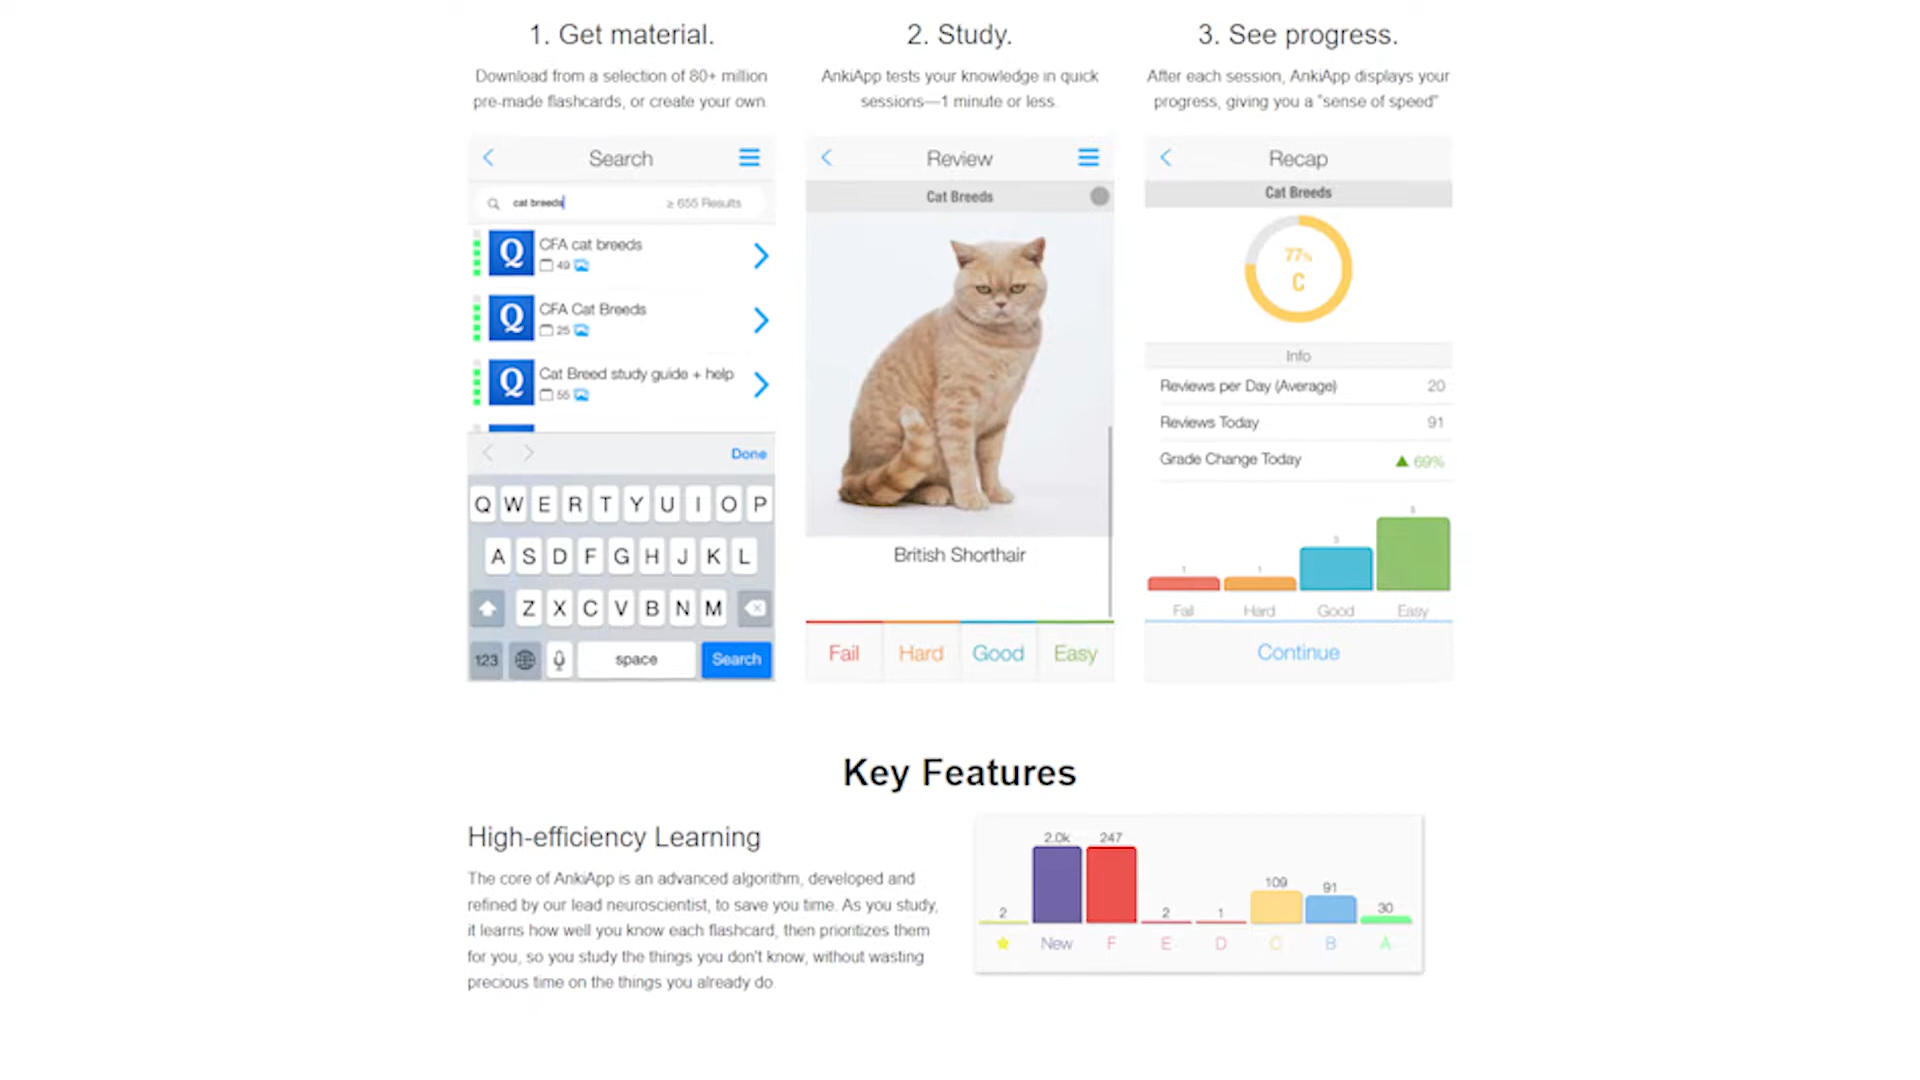 1. Get material.
Download from a selection of 80+ million
pre-made flashcards, or create your own.
Search
cat breeds
≥ 655 Results
Q
CFA cat breeds
49
Q
CFA Cat Breeds
25
Q
Cat Breed study guide + help
55
Done
Q W E R T Y U I O P
A S D F G H J K L
Z X C V B N M
123
space
Search
2. Study.
AnkiApp tests your knowledge in quick
sessions—1 minute or less.
Review
Cat Breeds
British Shorthair
Fail Hard Good Easy
3. See progress.
After each session, AnkiApp displays your
progress, giving you a "sense of speed"
Recap
Cat Breeds
77%
C
Info
Reviews per Day (Average) 20
Reviews Today 91
Grade Change Today ▲ 69%
1 1 3 5
Fail Hard Good Easy
Continue
Key Features
High-efficiency Learning
The core of AnkiApp is an advanced algorithm, developed and
refined by our lead neuroscientist, to save you time. As you study,
it learns how well you know each flashcard, then prioritizes them
for you, so you study the things you don't know, without wasting
precious time on the things you already do
2 2.0k 247 2 1 109 91 30
New F E D C B A